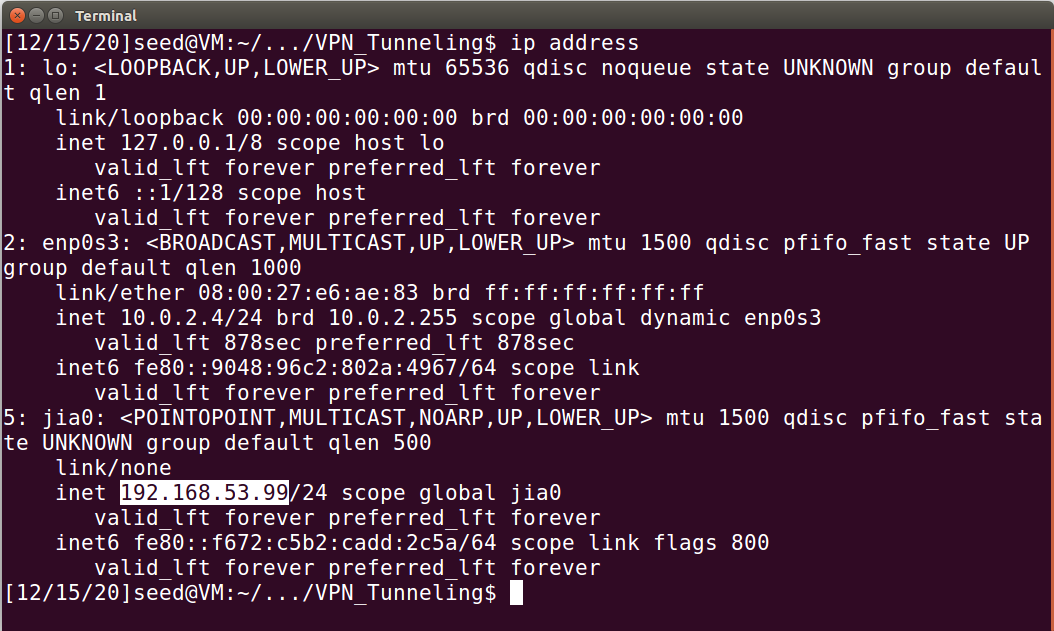 Terminal
[12/15/20]seed@VM:~/.../VPN_Tunneling$ ip address
1: lo: <LOOPBACK,UP,LOWER_UP> mtu 65536 qdisc noqueue state UNKNOWN group defaul
t qlen 1
    link/loopback 00:00:00:00:00:00 brd 00:00:00:00:00:00
    inet 127.0.0.1/8 scope host lo
       valid_lft forever preferred_lft forever
    inet6 ::1/128 scope host
       valid_lft forever preferred_lft forever
2: enp0s3: <BROADCAST,MULTICAST,UP,LOWER_UP> mtu 1500 qdisc pfifo_fast state UP
group default qlen 1000
    link/ether 08:00:27:e6:ae:83 brd ff:ff:ff:ff:ff:ff
    inet 10.0.2.4/24 brd 10.0.2.255 scope global dynamic enp0s3
       valid_lft 878sec preferred_lft 878sec
    inet6 fe80::9048:96c2:802a:4967/64 scope link
       valid_lft forever preferred_lft forever
5: jia0: <POINTOPOINT,MULTICAST,NOARP,UP,LOWER_UP> mtu 1500 qdisc pfifo_fast sta
te UNKNOWN group default qlen 500
    link/none
    inet 192.168.53.99/24 scope global jia0
       valid_lft forever preferred_lft forever
    inet6 fe80::f672:c5b2:cadd:2c5a/64 scope link flags 800
       valid_lft forever preferred_lft forever
[12/15/20]seed@VM:~/.../VPN_Tunneling$